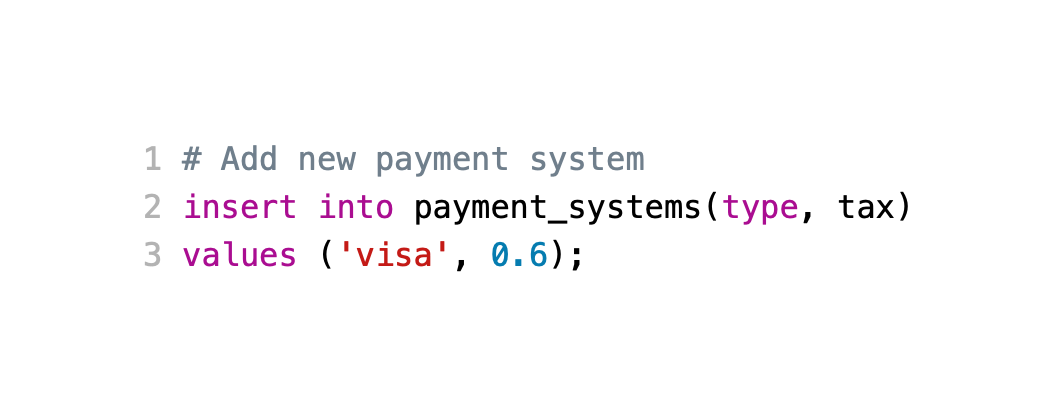 1 # Add new payment system
2 insert into payment_systems(type, tax)
3 values ('visa', 0.6);